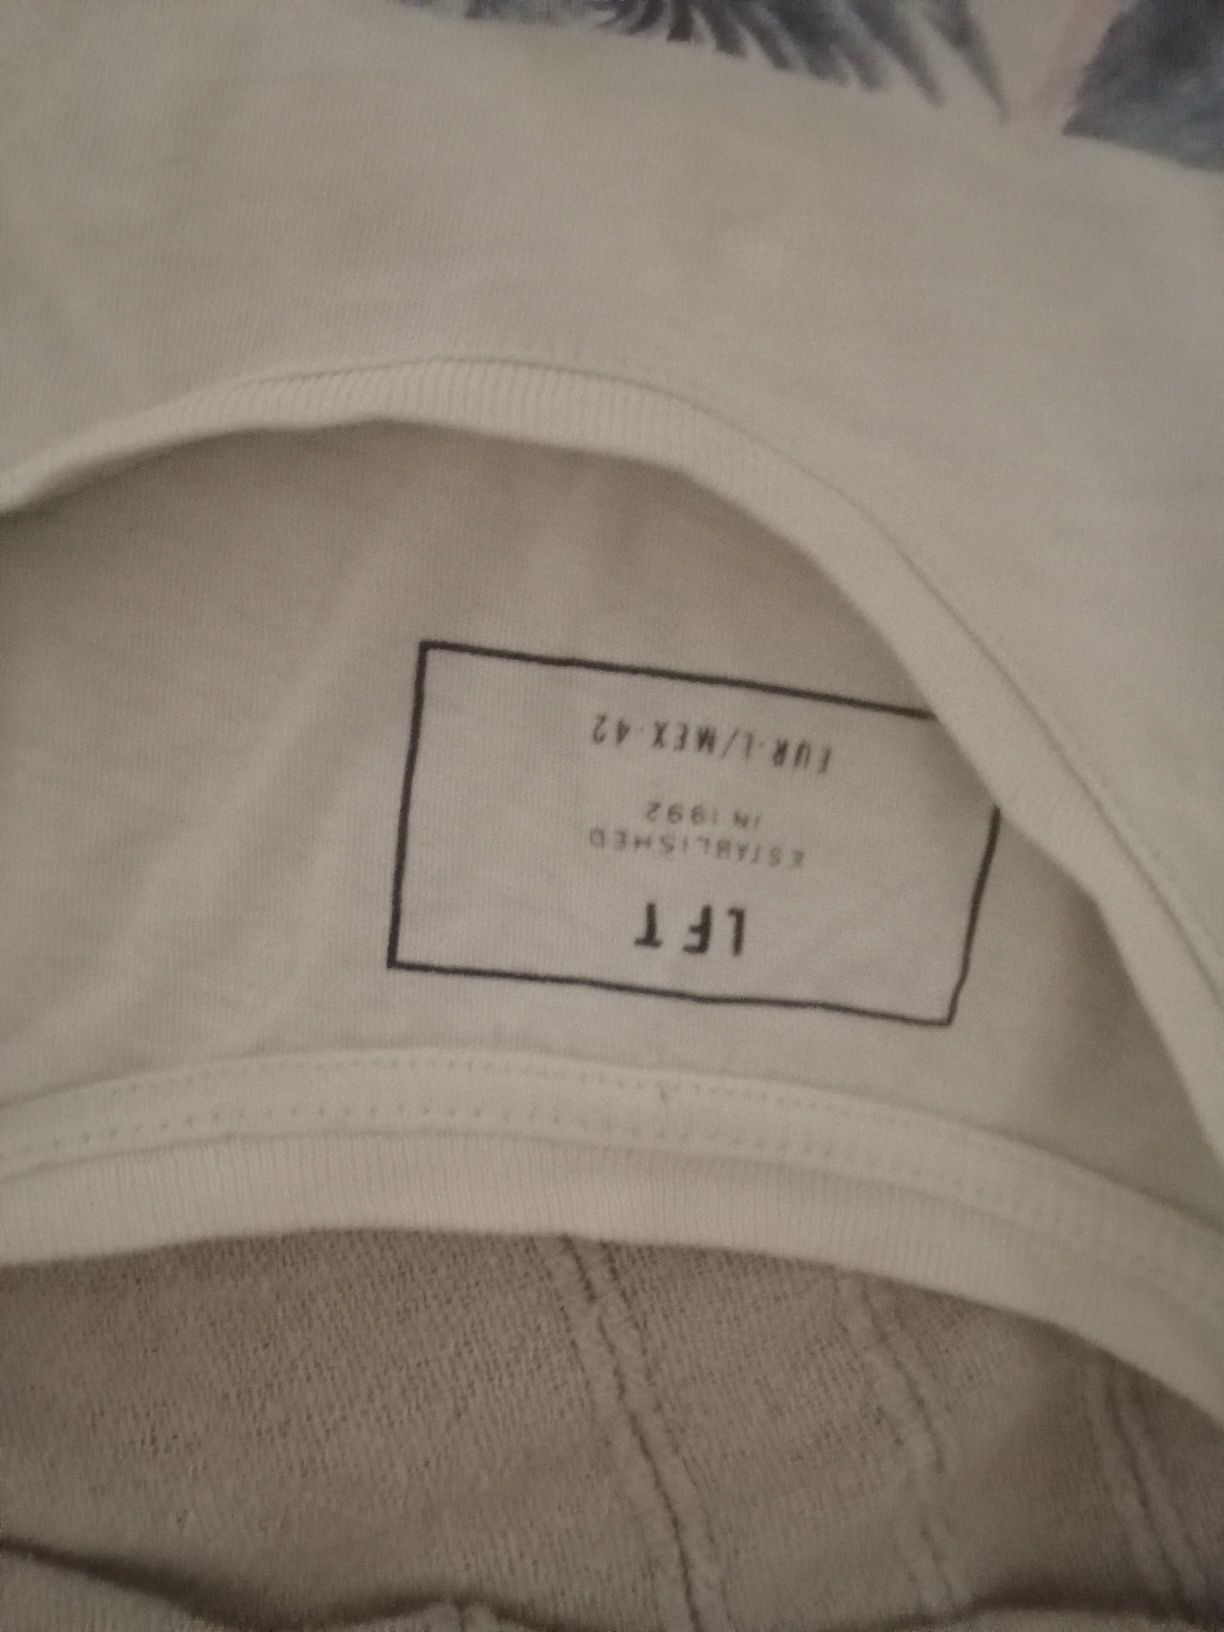 LFT
ESTABLISHED
IN 1992
EUR·L/MEX·42